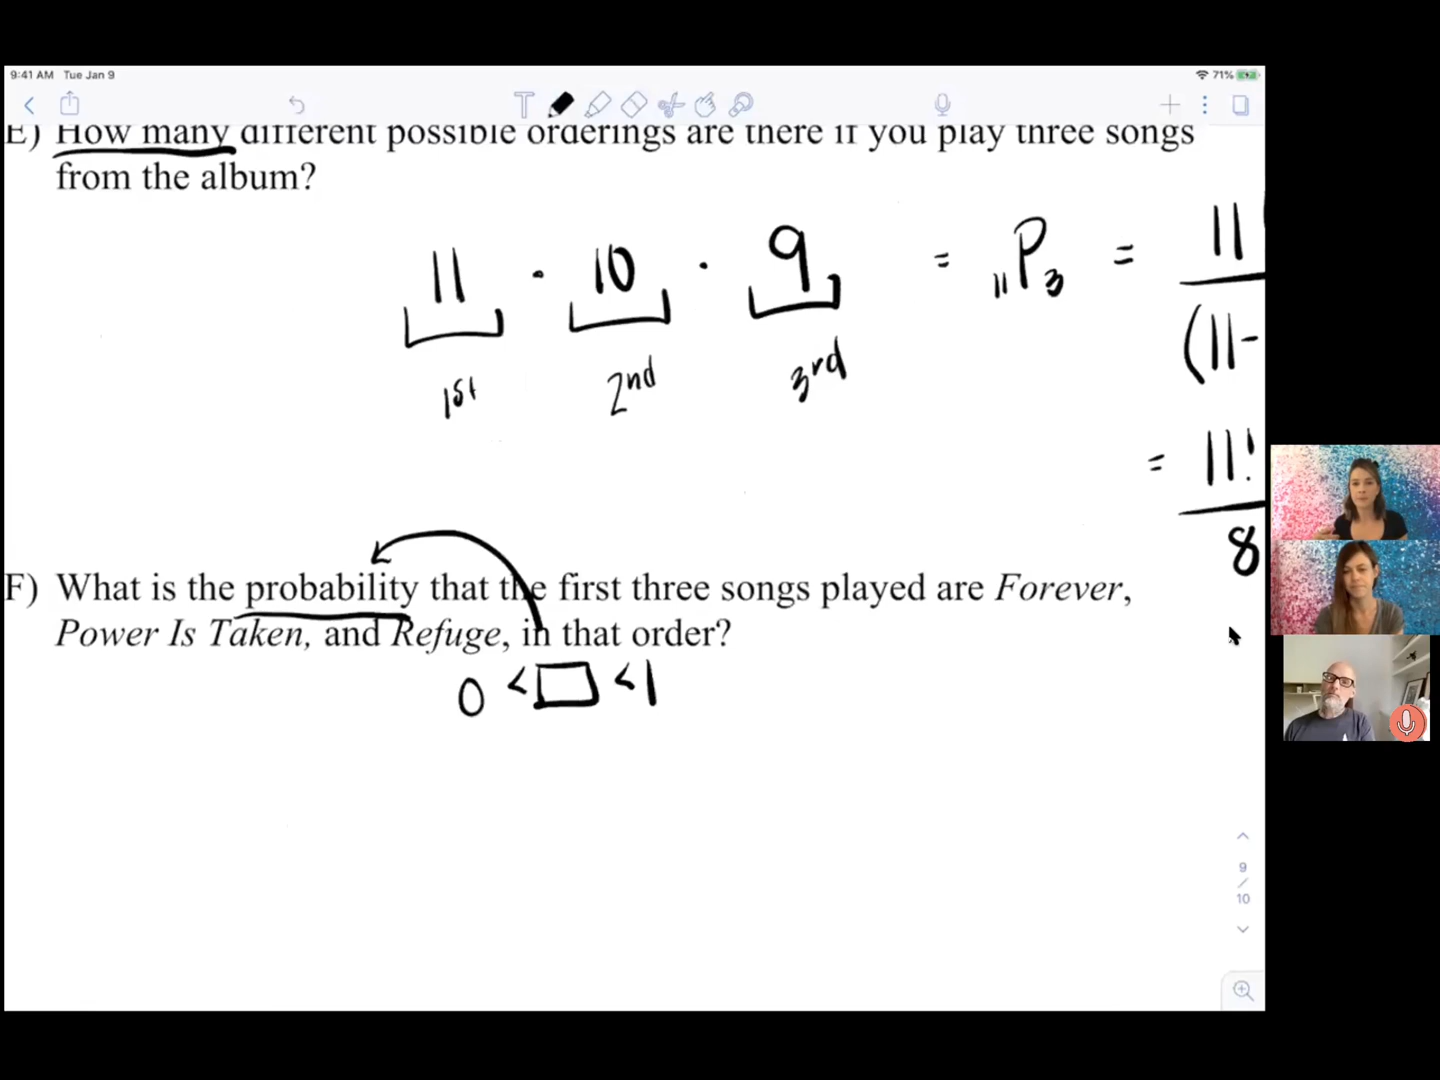 9:41 AM Tue Jan 9
71%
E) How many different possible orderings are there if you play three songs
from the album?
11 · 10 · 9 = 11P3 = 11
(11-
1st 2nd 3rd
= 11!
8
F) What is the probability that the first three songs played are Forever,
Power Is Taken, and Refuge, in that order?
0 < □ < 1
9
/
10